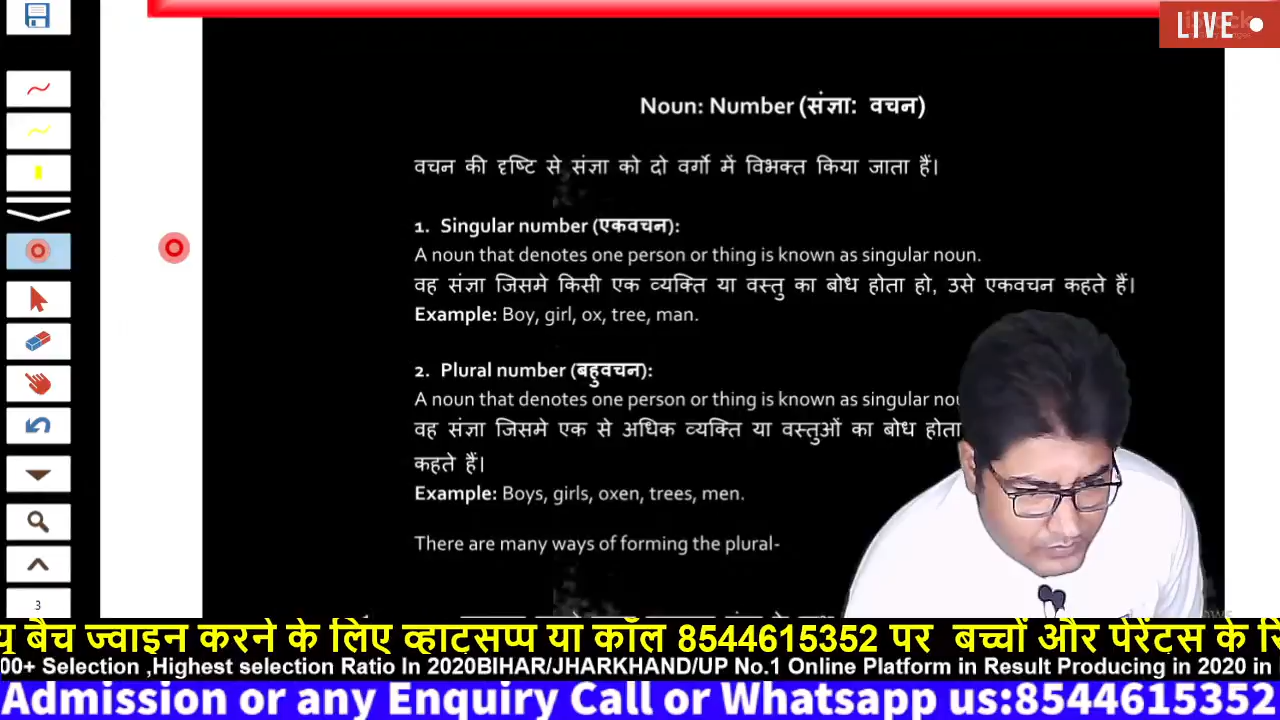 LIVE
Noun: Number (संज्ञा: वचन)
वचन की दृष्टि से संज्ञा को दो वर्गो में विभक्त किया जाता हैं।
1. Singular number (एकवचन):
A noun that denotes one person or thing is known as singular noun.
वह संज्ञा जिसमे किसी एक व्यक्ति या वस्तु का बोध होता हो, उसे एकवचन कहते हैं।
Example: Boy, girl, ox, tree, man.
2. Plural number (बहुवचन):
A noun that denotes one person or thing is known as singular
वह संज्ञा जिसमे एक से अधिक व्यक्ति या वस्तुओं का बोध होता
कहते हैं।
Example: Boys, girls, oxen, trees, men.
There are many ways of forming the plural-
3
बैच ज्वाइन करने के लिए व्हाट्सप्प या कॉल 8544615352 पर बच्चों और पेरेंट्स के
00+ Selection ,Highest selection Ratio In 2020BIHAR/JHARKHAND/UP No.1 Online Platform in Result Producing in 2020 in
Admission or any Enquiry Call or Whatsapp us:8544615352